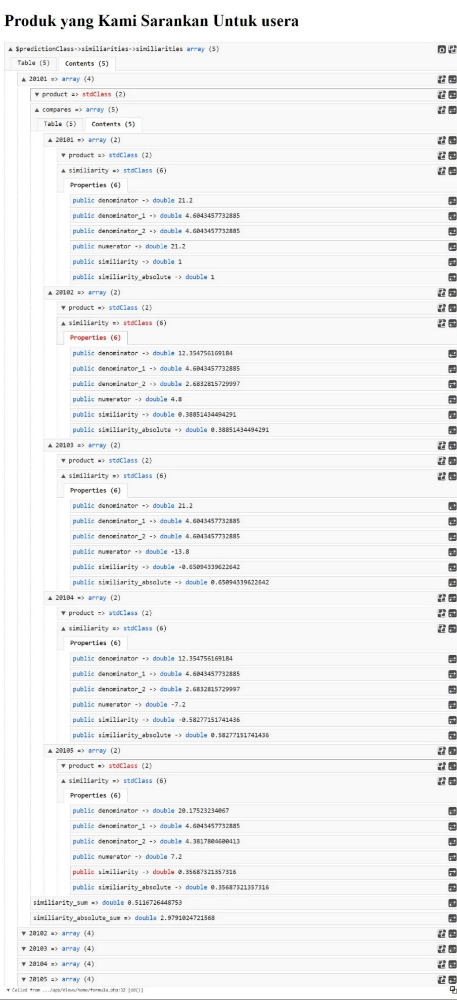 Produk yang Kami Sarankan Untuk usera
▲ $predictionClass->similiarities->similiarities array (5)
Table (5) Contents (5)
▲ 20101 => array (4)
▼ product => stdClass (2)
▲ compares => array (5)
Table (5) Contents (5)
▲ 20101 => array (2)
▼ product => stdClass (2)
▲ similiarity => stdClass (6)
Properties (6)
public denominator -> double 21.2
public denominator_1 -> double 4.6043457732885
public denominator_2 -> double 4.6043457732885
public numerator -> double 21.2
public similiarity -> double 1
public similiarity_absolute -> double 1
▲ 20102 => array (2)
▼ product => stdClass (2)
▲ similiarity => stdClass (6)
Properties (6)
public denominator -> double 12.354756169184
public denominator_1 -> double 4.6043457732885
public denominator_2 -> double 2.6832815729997
public numerator -> double 4.8
public similiarity -> double 0.38851434494291
public similiarity_absolute -> double 0.38851434494291
▲ 20103 => array (2)
▼ product => stdClass (2)
▲ similiarity => stdClass (6)
Properties (6)
public denominator -> double 21.2
public denominator_1 -> double 4.6043457732885
public denominator_2 -> double 4.6043457732885
public numerator -> double -13.8
public similiarity -> double -0.65094339622642
public similiarity_absolute -> double 0.65094339622642
▲ 20104 => array (2)
▼ product => stdClass (2)
▲ similiarity => stdClass (6)
Properties (6)
public denominator -> double 12.354756169184
public denominator_1 -> double 4.6043457732885
public denominator_2 -> double 2.6832815729997
public numerator -> double -7.2
public similiarity -> double -0.58277151741436
public similiarity_absolute -> double 0.58277151741436
▲ 20105 => array (2)
▼ product => stdClass (2)
▲ similiarity => stdClass (6)
Properties (6)
public denominator -> double 20.17523234067
public denominator_1 -> double 4.6043457732885
public denominator_2 -> double 4.3817804600413
public numerator -> double 7.2
public similiarity -> double 0.35687321357316
public similiarity_absolute -> double 0.35687321357316
similiarity_sum => double 0.5116726448753
similiarity_absolute_sum => double 2.9791024721568
▼ 20102 => array (4)
▼ 20103 => array (4)
▼ 20104 => array (4)
▼ 20105 => array (4)
▼ Called from .../app/Views/home/formula.php:32 [dd()]